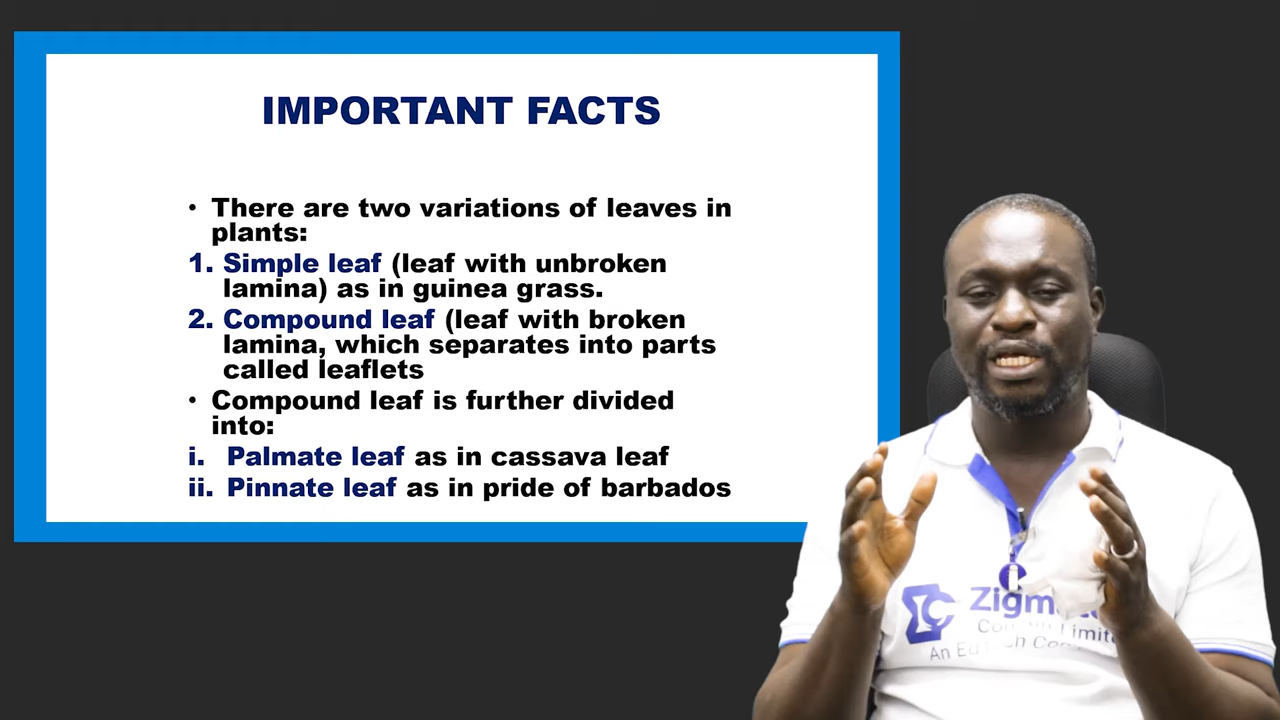 IMPORTANT FACTS
• There are two variations of leaves in
plants:
1. Simple leaf (leaf with unbroken
lamina) as in guinea grass.
2. Compound leaf (leaf with broken
lamina, which separates into parts
called leaflets
• Compound leaf is further divided
into:
i. Palmate leaf as in cassava leaf
ii. Pinnate leaf as in pride of barbados
An